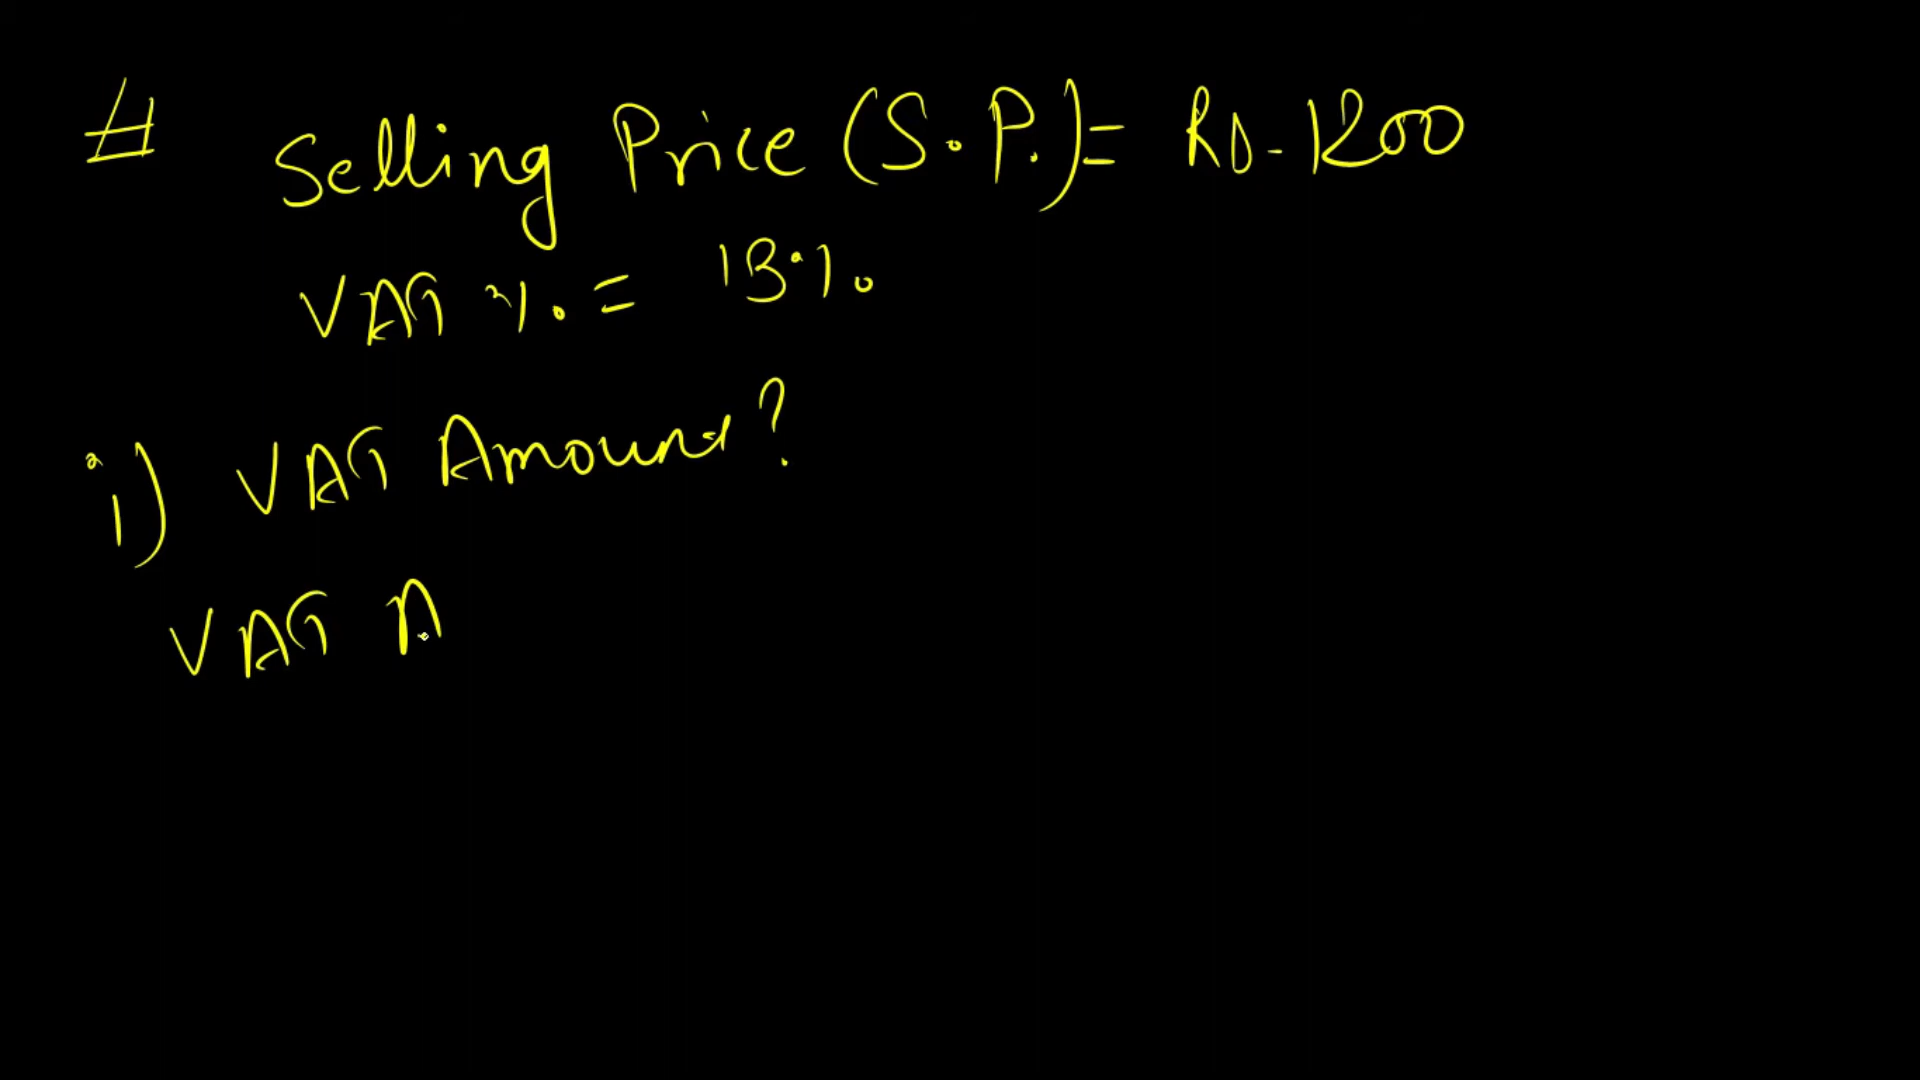 # Selling Price (S.P.) = Rs. 1200
VAT % = 13%
i) VAT Amount?
VAT A